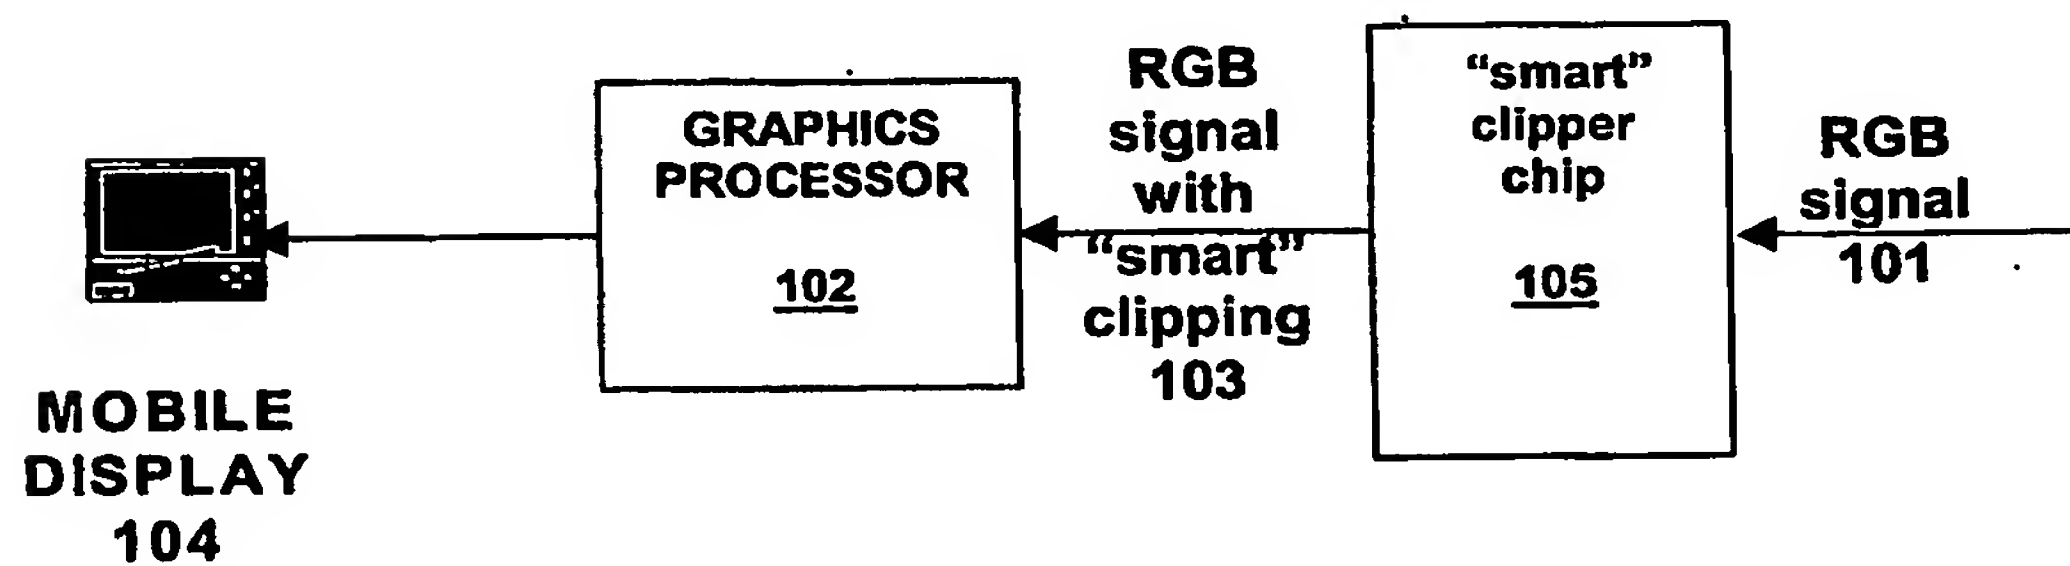 MOBILE
DISPLAY
104
GRAPHICS
PROCESSOR
102
RGB
signal
with
“smart”
clipping
103
“smart”
clipper
chip
105
RGB
signal
101